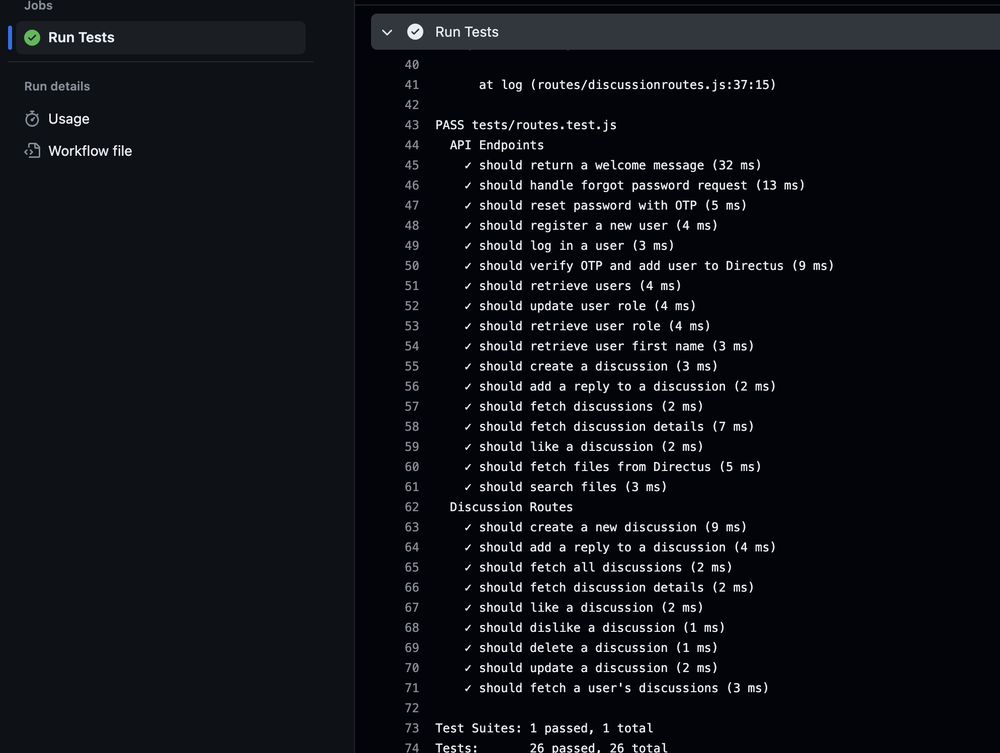 Jobs
Run Tests
Run details
Usage
Workflow file
Run Tests
40
41 at log (routes/discussionroutes.js:37:15)
42
43 PASS tests/routes.test.js
44 API Endpoints
45 ✓ should return a welcome message (32 ms)
46 ✓ should handle forgot password request (13 ms)
47 ✓ should reset password with OTP (5 ms)
48 ✓ should register a new user (4 ms)
49 ✓ should log in a user (3 ms)
50 ✓ should verify OTP and add user to Directus (9 ms)
51 ✓ should retrieve users (4 ms)
52 ✓ should update user role (4 ms)
53 ✓ should retrieve user role (4 ms)
54 ✓ should retrieve user first name (3 ms)
55 ✓ should create a discussion (3 ms)
56 ✓ should add a reply to a discussion (2 ms)
57 ✓ should fetch discussions (2 ms)
58 ✓ should fetch discussion details (7 ms)
59 ✓ should like a discussion (2 ms)
60 ✓ should fetch files from Directus (5 ms)
61 ✓ should search files (3 ms)
62 Discussion Routes
63 ✓ should create a new discussion (9 ms)
64 ✓ should add a reply to a discussion (4 ms)
65 ✓ should fetch all discussions (2 ms)
66 ✓ should fetch discussion details (2 ms)
67 ✓ should like a discussion (2 ms)
68 ✓ should dislike a discussion (1 ms)
69 ✓ should delete a discussion (1 ms)
70 ✓ should update a discussion (2 ms)
71 ✓ should fetch a user's discussions (3 ms)
72
73 Test Suites: 1 passed, 1 total
74 Tests: 26 passed, 26 total